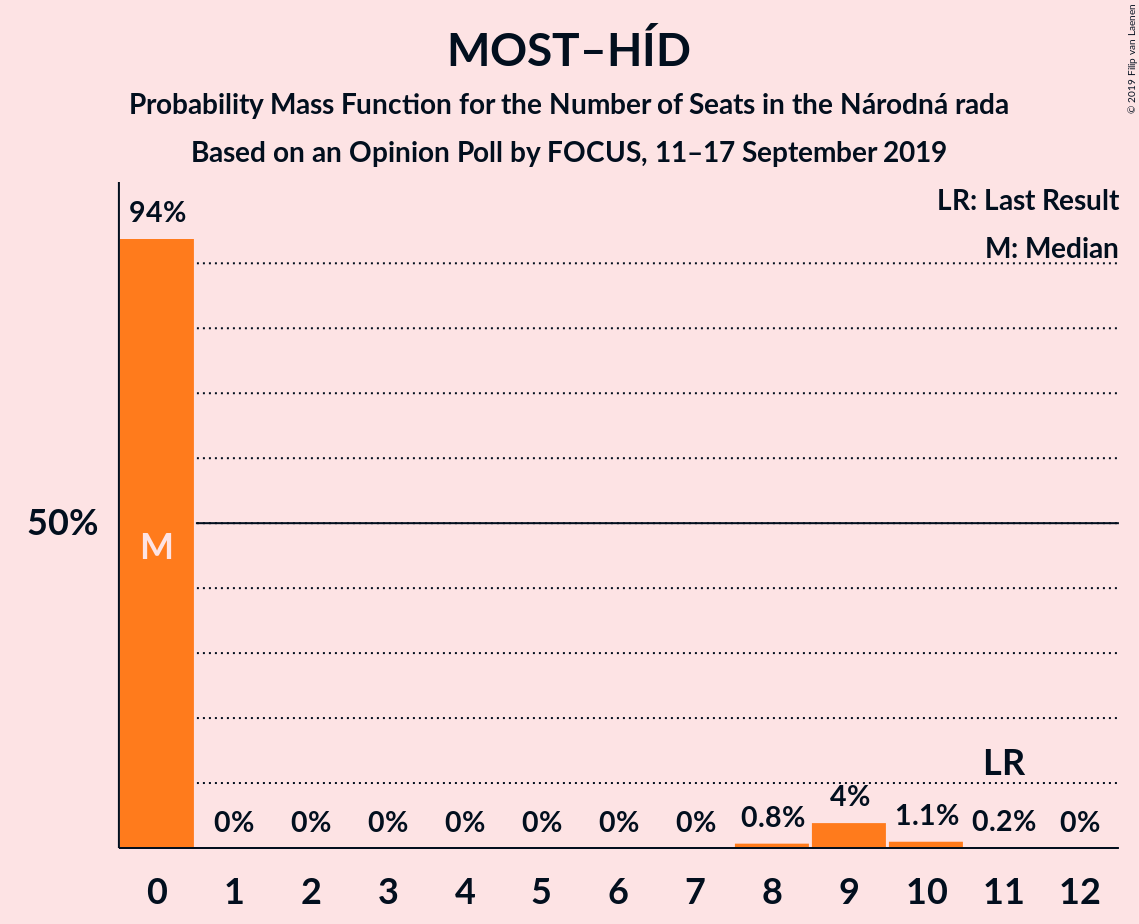 MOST–HÍD
Probability Mass Function for the Number of Seats in the Národná rada
Based on an Opinion Poll by FOCUS, 11–17 September 2019
© 2019 Filip van Laenen
LR: Last Result
M: Median
94%
50%
M
LR
0% 0% 0% 0% 0% 0% 0% 0.8% 4% 1.1% 0.2% 0%
0 1 2 3 4 5 6 7 8 9 10 11 12